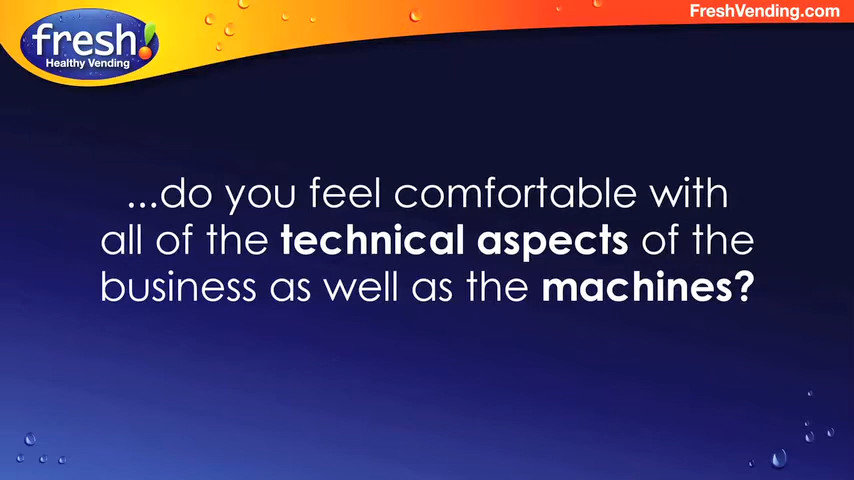 FreshVending.com
fresh!
Healthy Vending
...do you feel comfortable with
all of the technical aspects of the
business as well as the machines?